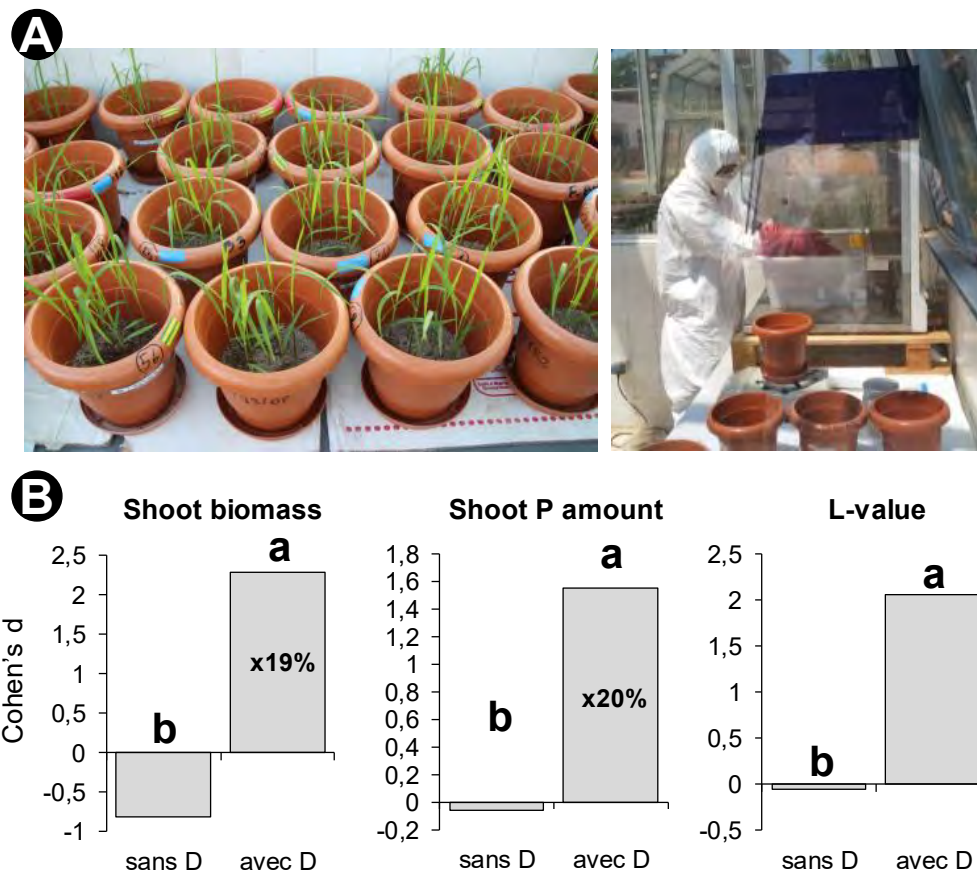 A
56
B
Shoot biomass
Shoot P amount
L-value
Cohen's d
2,5
2
1,5
1
0,5
0
-0,5
-1
a
x19%
b
sans D
avec D
1,8
1,6
1,4
1,2
1
0,8
0,6
0,4
0,2
0
-0,2
a
x20%
b
sans D
avec D
2,5
2
1,5
1
0,5
0
-0,5
a
b
sans D
avec D